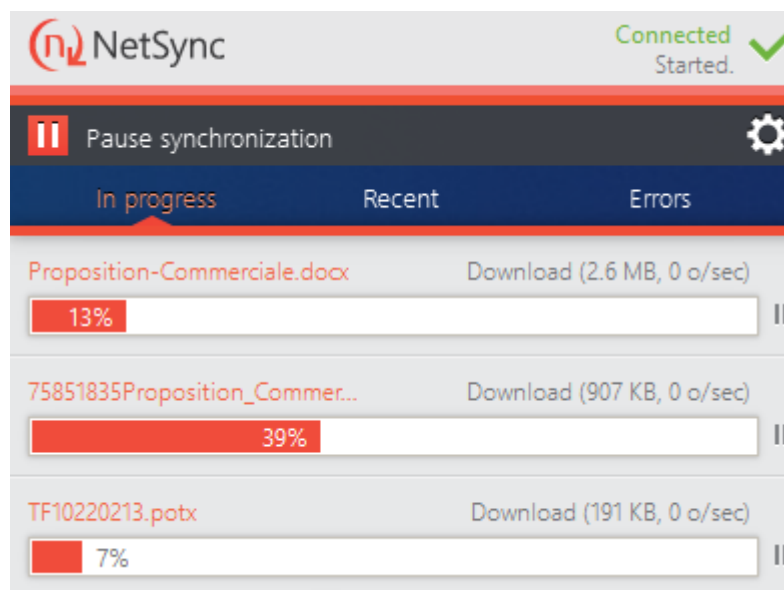 NetSync
Connected
Started.
Pause synchronization
In progress Recent Errors
Proposition-Commerciale.docx Download (2.6 MB, 0 o/sec)
13%
75851835Proposition_Commer... Download (907 KB, 0 o/sec)
39%
TF10220213.potx Download (191 KB, 0 o/sec)
7%